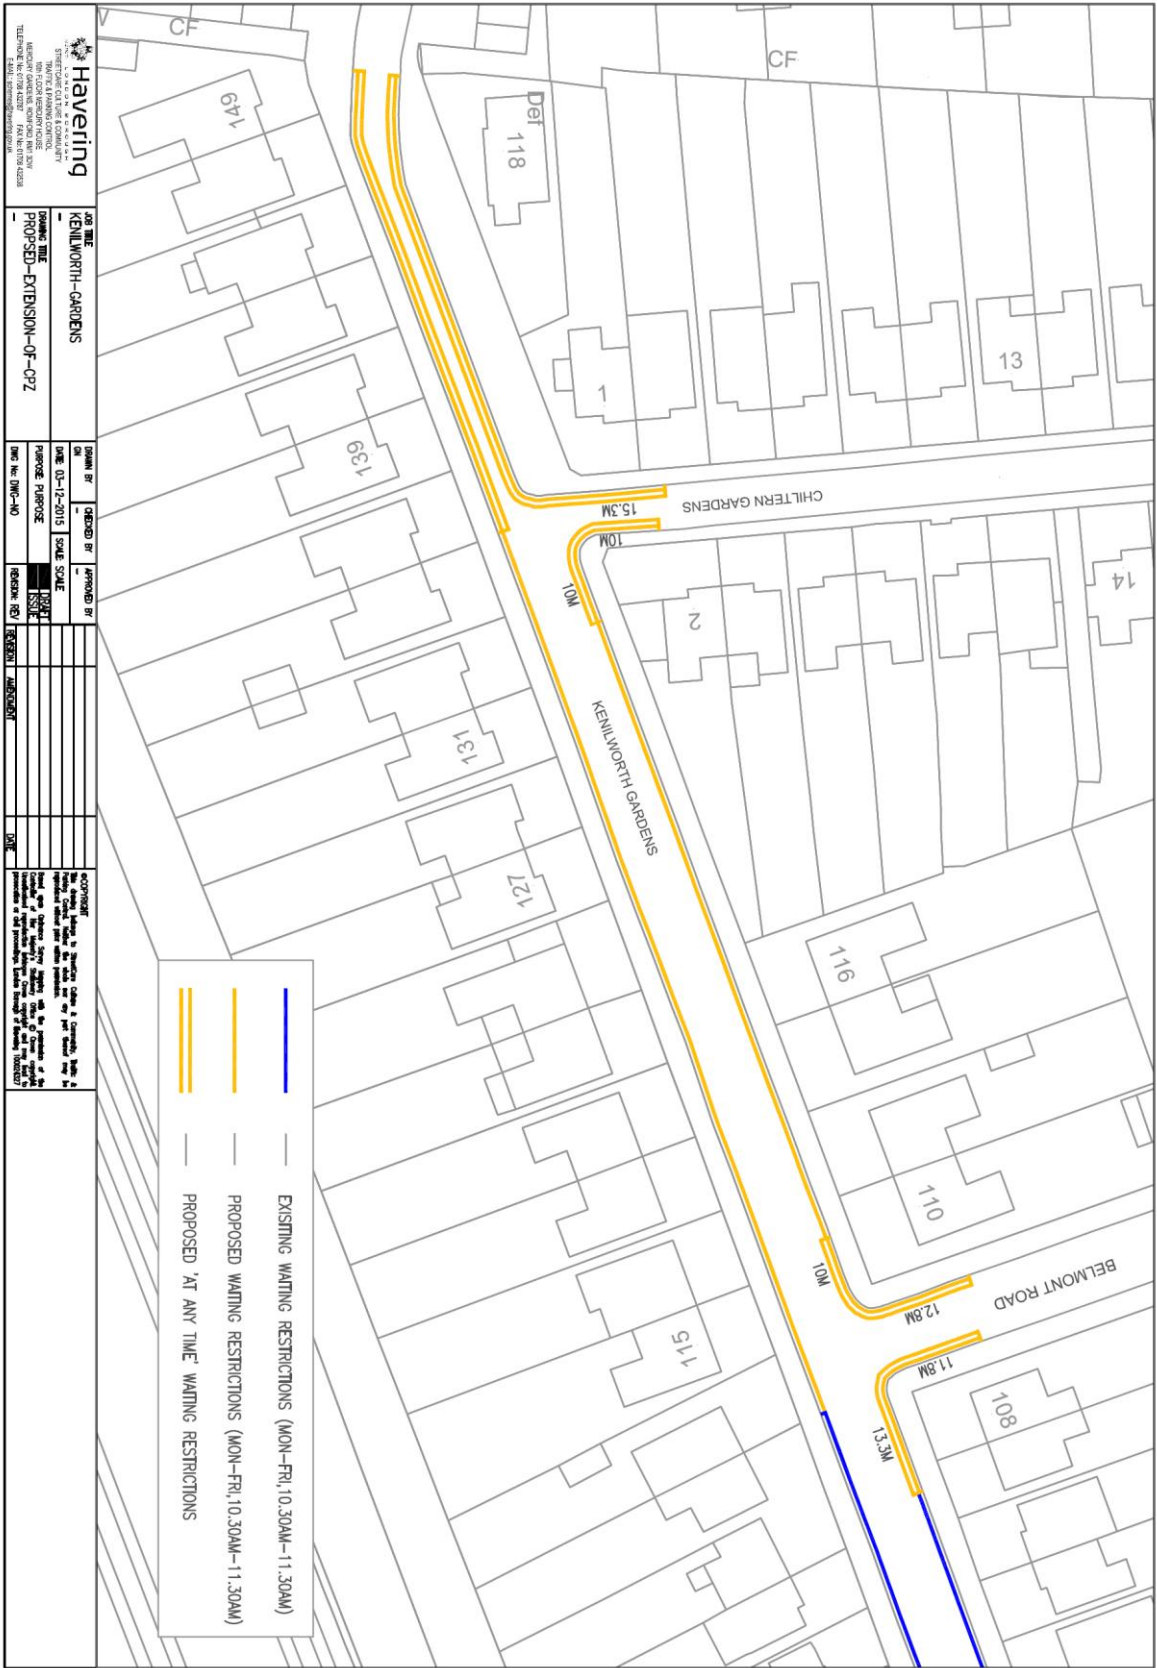 CF
CF
149
Def
118
1
13
139
15.3M
CHILTERN GARDENS
10M
10M
2
14
KENILWORTH GARDENS
131
127
116
110
10M
12.8M
BELMONT ROAD
11.8M
115
108
13.3M
EXISITING WAITING RESTRICTIONS (MON-FRI,10.30AM-11.30AM)
PROPOSED WAITING RESTRICTIONS (MON-FRI,10.30AM-11.30AM)
PROPOSED 'AT ANY TIME' WAITING RESTRICTIONS
Havering
STREETCARE CULTURE & COMMUNITY
TRAFFIC & PARKING CONTROL
JOB TITLE
KENILWORTH-GARDENS
-
DRAWING TITLE
PROPSED-EXTENSION-OF-CPZ
-
DRAWN BY
CHECKED BY
APPROVED BY
GN
-
-
DATE 03-12-2015
SCALE SCALE
PURPOSE PURPOSE
DRAFT
ISSUE
DWG No: DWG-NO
REVISION: REV
REVISION
AMENDMENT
DATE
©COPYRIGHT